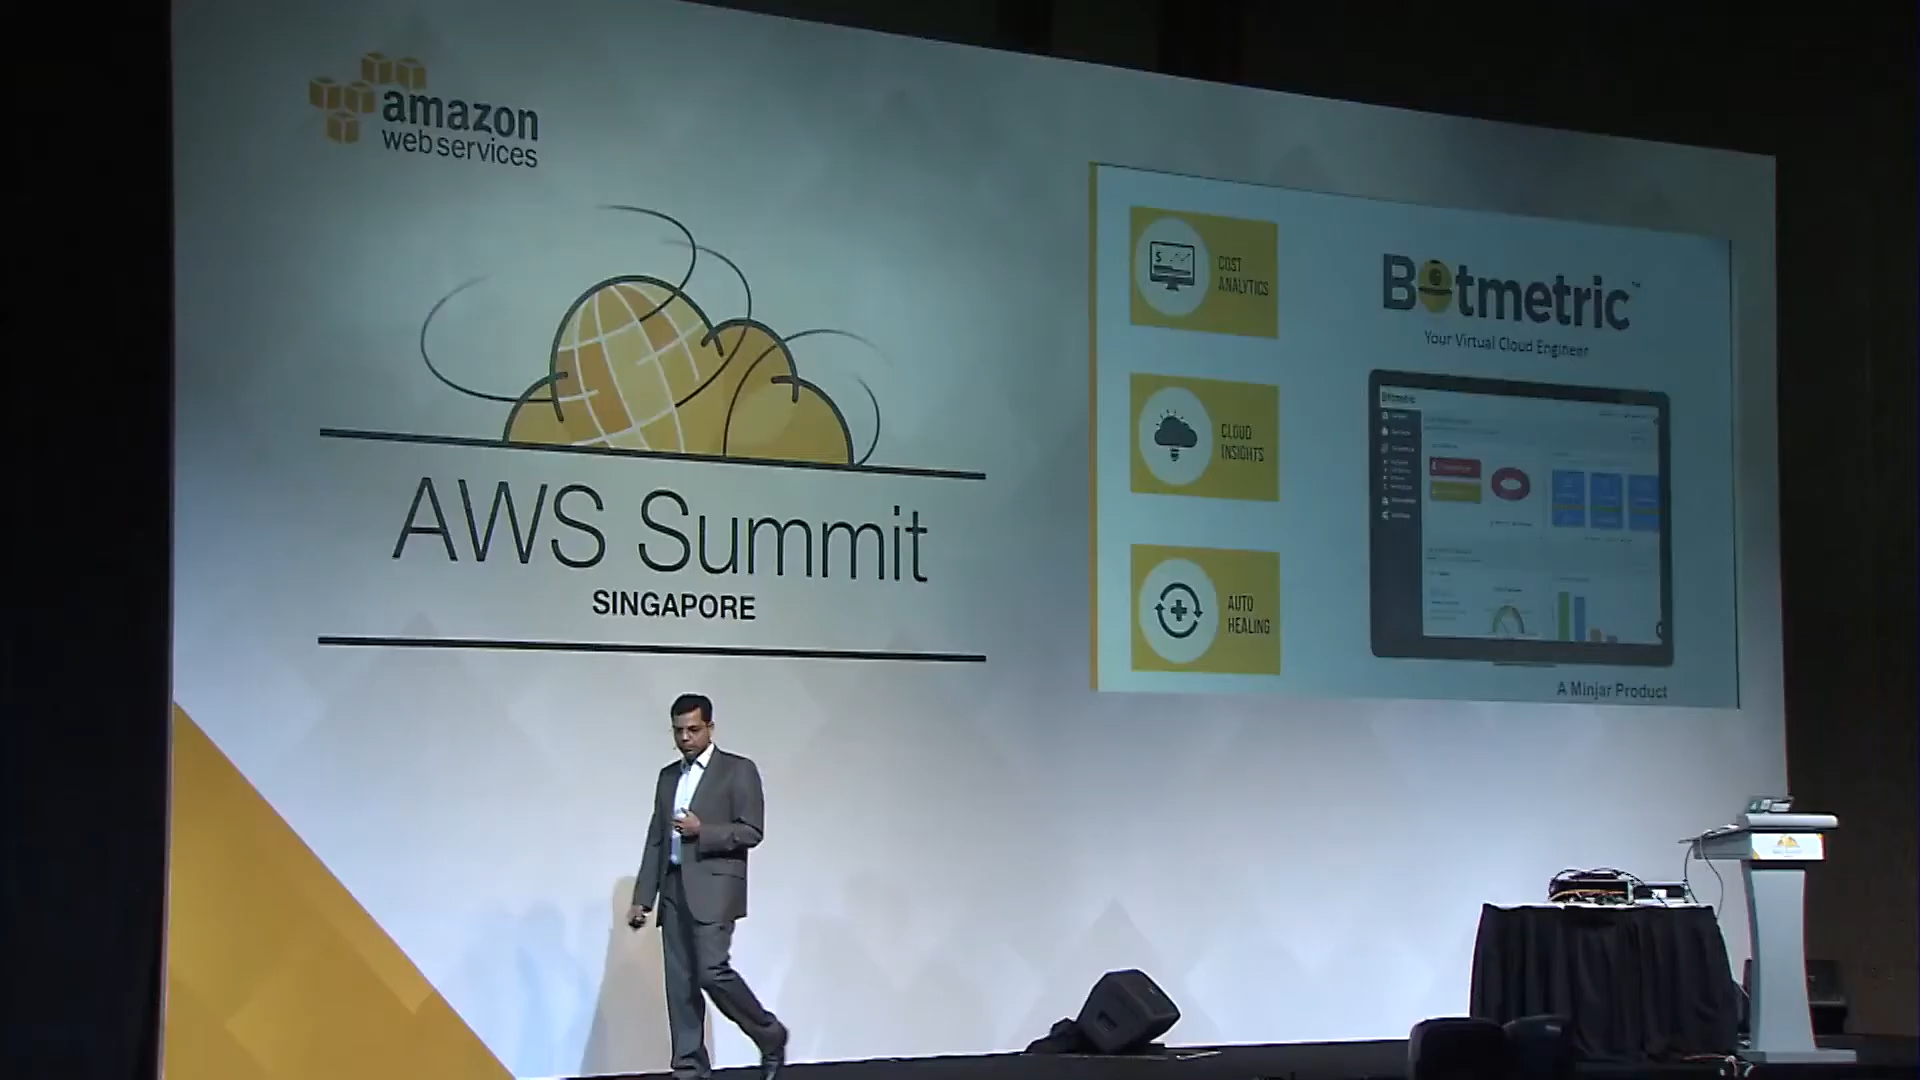 amazon
web services
AWS Summit
SINGAPORE
COST
ANALYTICS
CLOUD
INSIGHTS
AUTO
HEALING
Botmetric™
Your Virtual Cloud Engineer
Botmetric
A Minjar Product